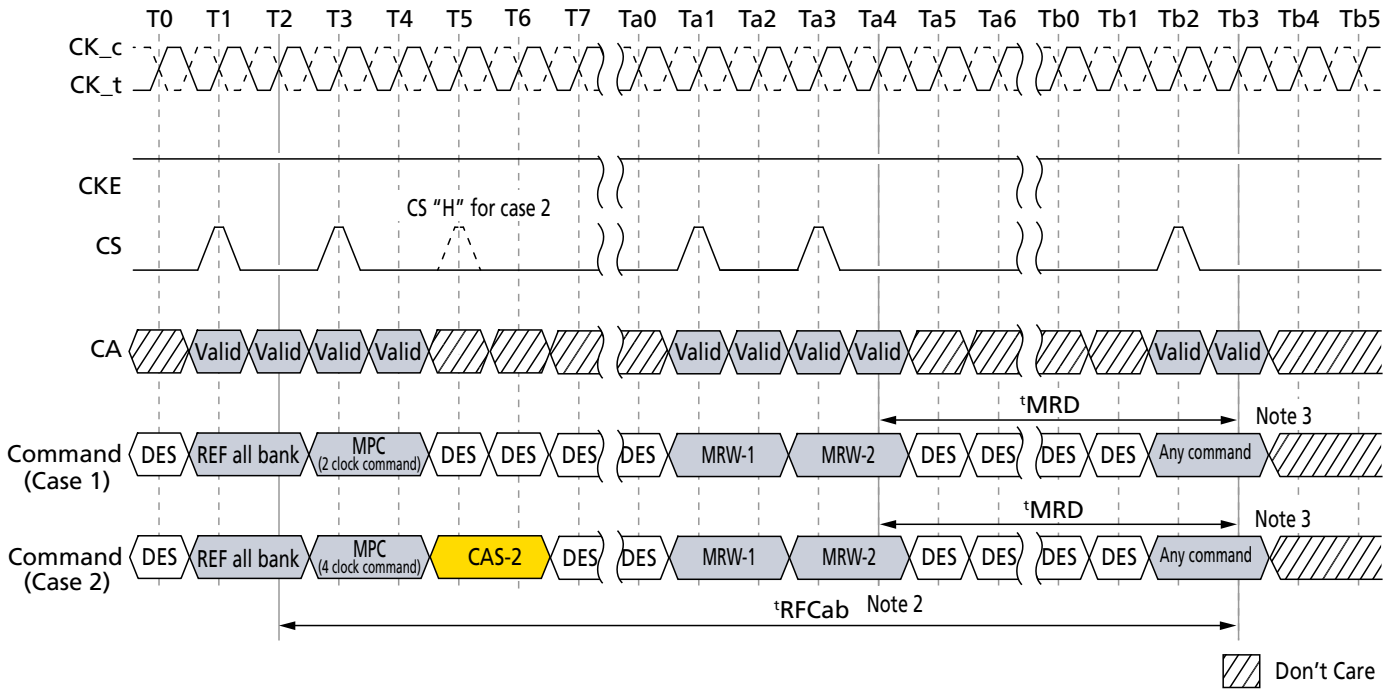 T0 T1 T2 T3 T4 T5 T6 T7 Ta0 Ta1 Ta2 Ta3 Ta4 Ta5 Ta6 Tb0 Tb1 Tb2 Tb3 Tb4 Tb5
CK_c
CK_t
CKE
CS “H” for case 2
CS
CA Valid Valid Valid Valid Valid Valid Valid Valid Valid Valid
tMRD Note 3
Command (Case 1) DES REF all bank MPC (2 clock command) DES DES DES DES MRW-1 MRW-2 DES DES DES DES Any command
tMRD Note 3
Command (Case 2) DES REF all bank MPC (4 clock command) CAS-2 DES DES MRW-1 MRW-2 DES DES DES DES Any command
tRFCab Note 2
Don't Care